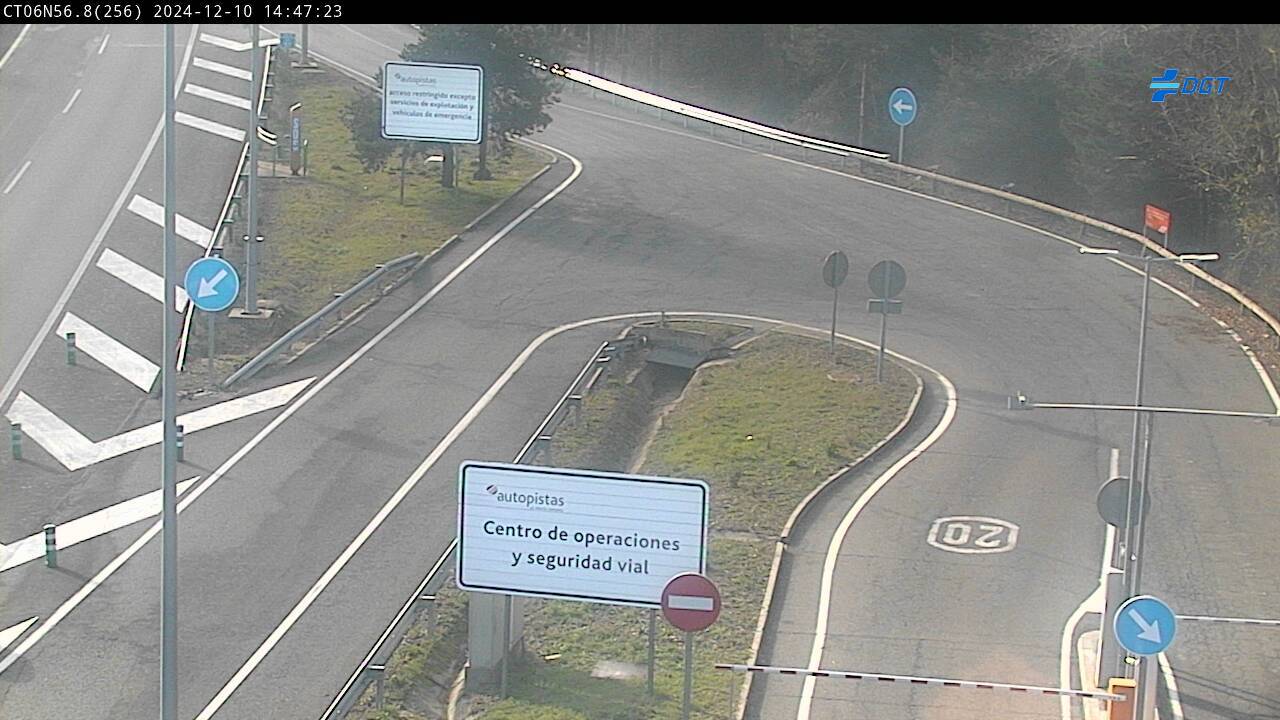 CT06N56.8(256) 2024-12-10 14:47:23
DGT
autopistas
acceso restringido excepto
servicios de explotación y
vehículos de emergencia
autopistas
Centro de operaciones
y seguridad vial
20